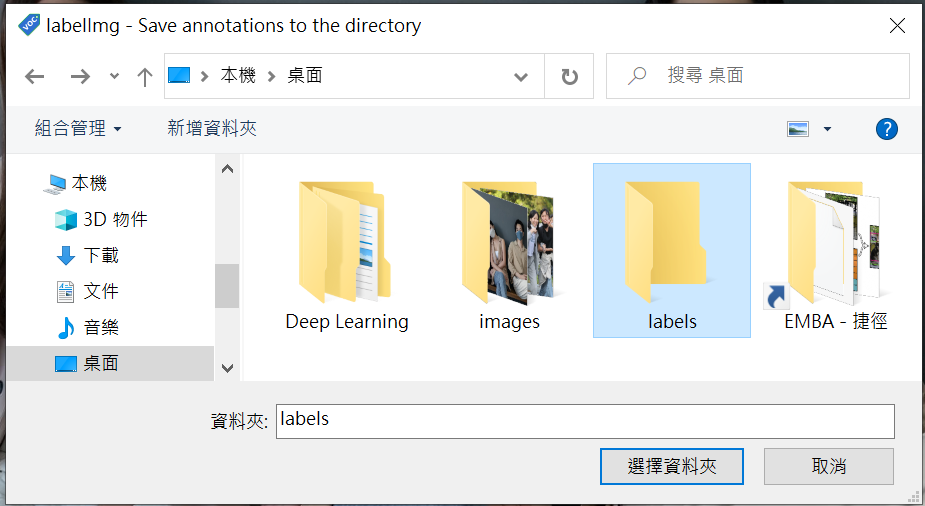 labelImg - Save annotations to the directory
本機 桌面
搜尋 桌面
組合管理 新增資料夾
?
本機
3D 物件
下載
文件
音樂
桌面
Deep Learning
images
labels
EMBA - 捷徑
資料夾: labels
選擇資料夾 取消